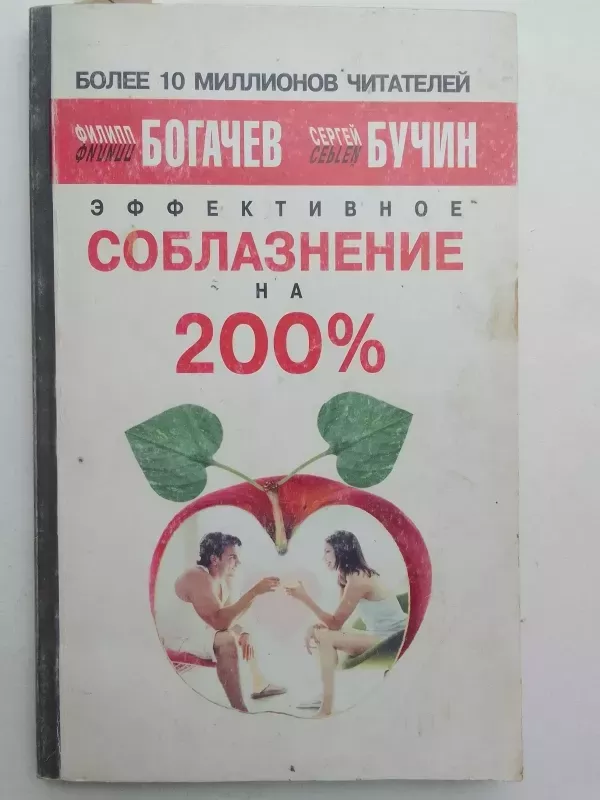 БОЛЕЕ 10 МИЛЛИОНОВ ЧИТАТЕЛЕЙ
ФИЛИПП БОГАЧЕВ СЕРГЕЙ БУЧИН
ЭФФЕКТИВНОЕ
СОБЛАЗНЕНИЕ
НА
200%